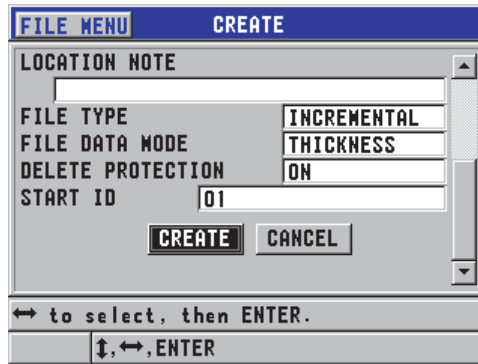 FILE MENU CREATE
LOCATION NOTE
FILE TYPE INCREMENTAL
FILE DATA MODE THICKNESS
DELETE PROTECTION ON
START ID 01
CREATE CANCEL
↔ to select, then ENTER.
↕,↔,ENTER